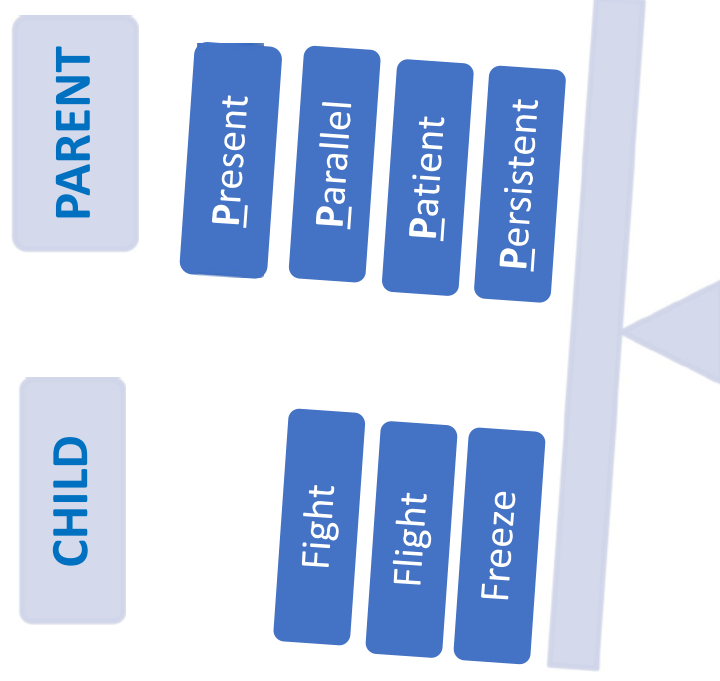 CHILD
PARENT
Present
Fight
Parallel
Flight
Patient
Freeze
Persistent